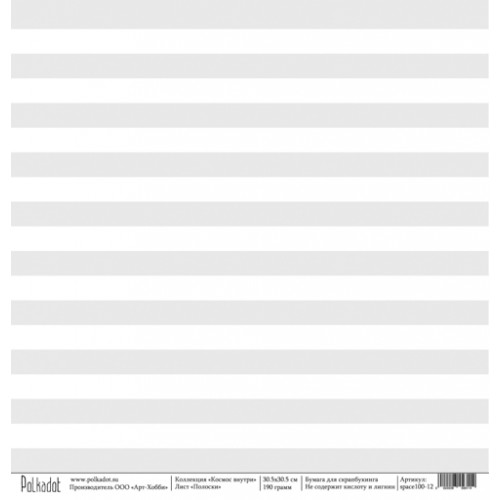 Polkadot
www.polkadot.su
Производитель ООО «Арт-Хобби»
Коллекция «Космос внутри»
Лист «Полоски»
30.5x30.5 см
190 грамм
Бумага для скрапбукинга
Не содержит кислоту и лигнин
Артикул:
space100-12